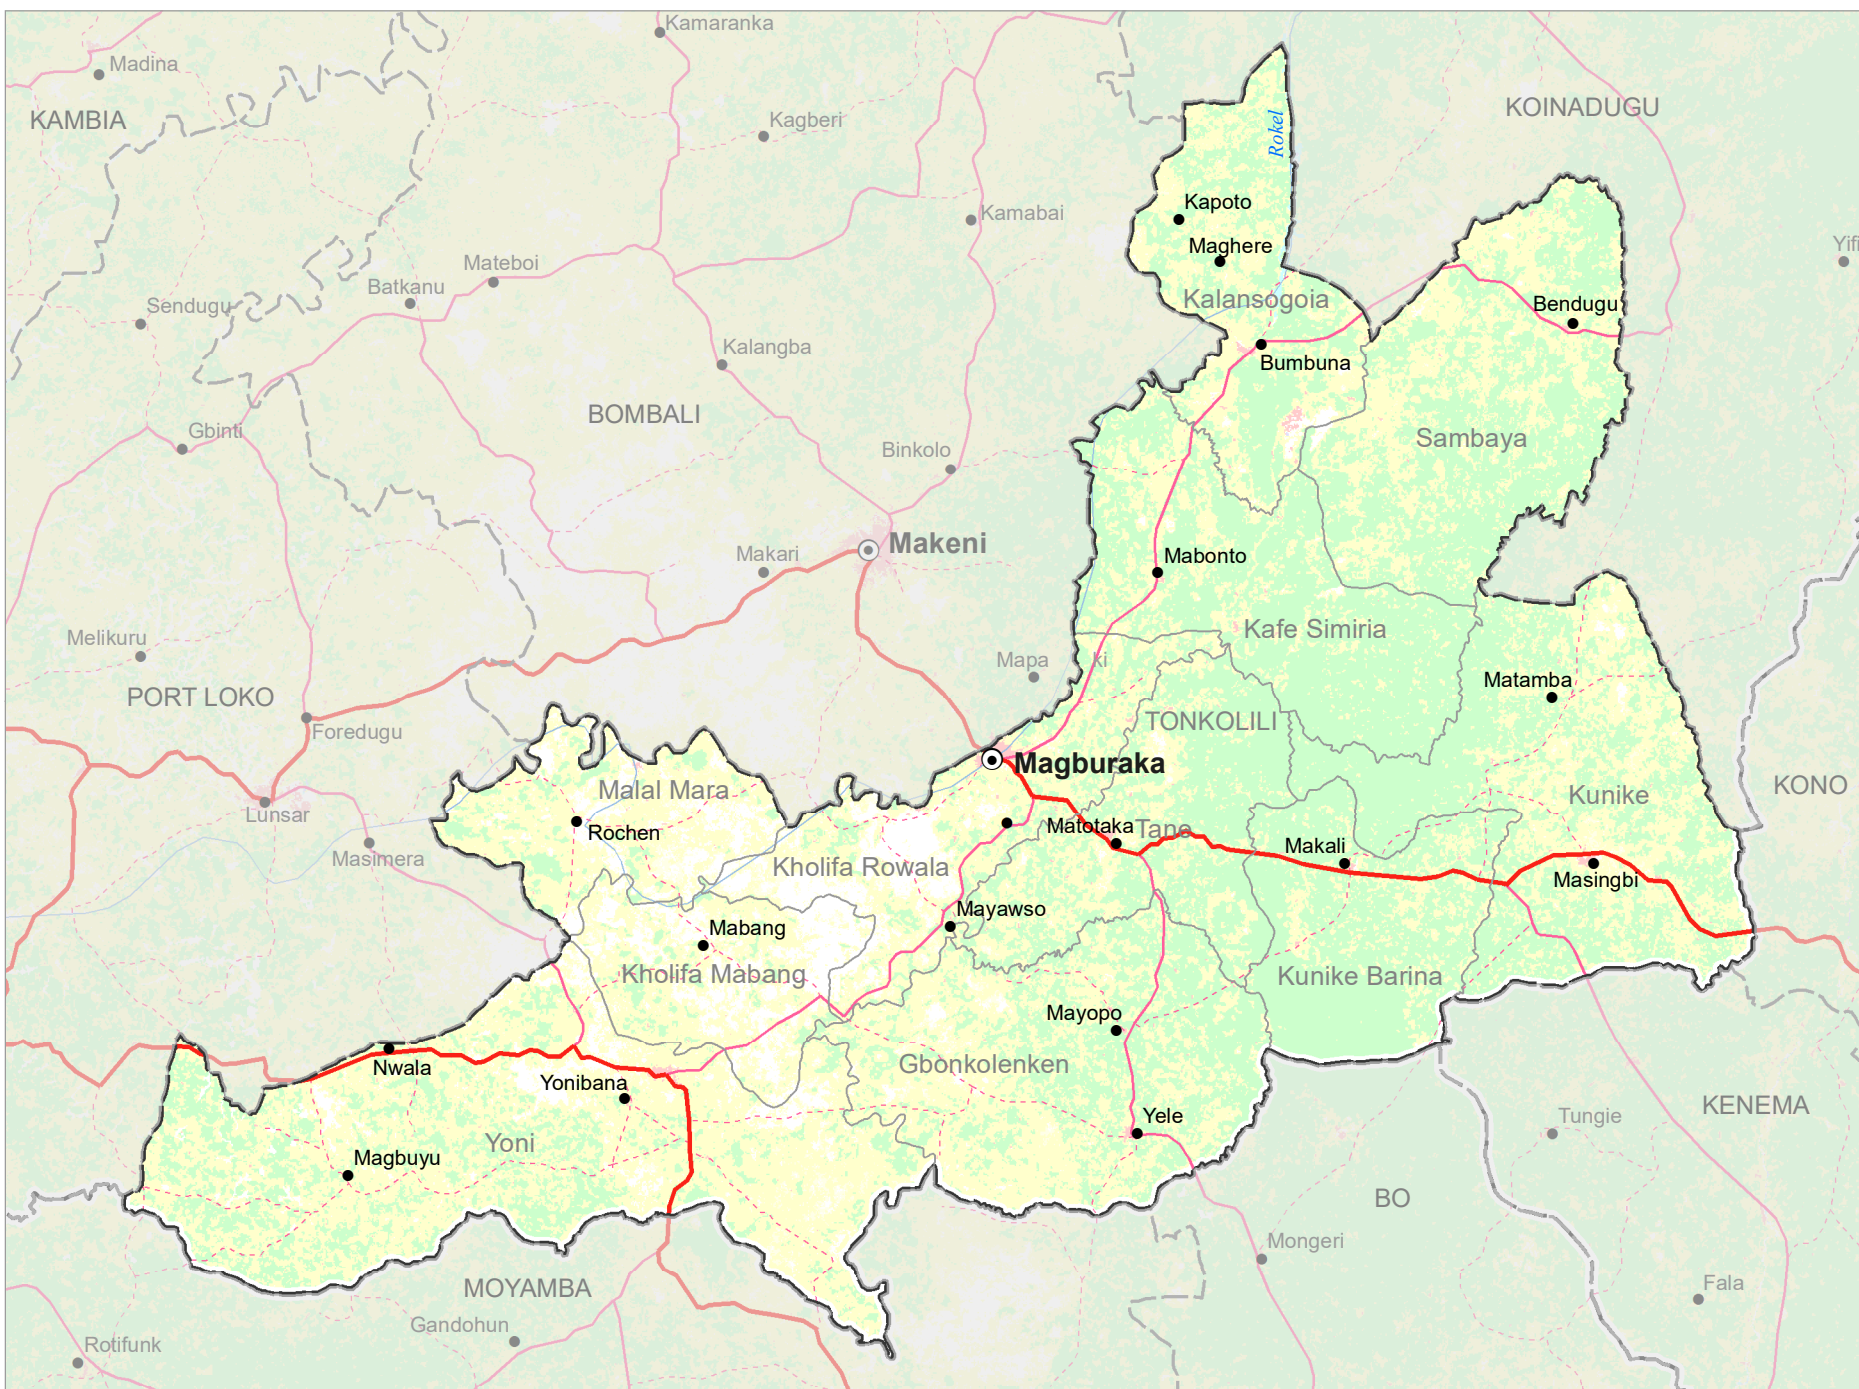 Kamaranka
Madina
KAMBIA
Kagberi
KOINADUGU
Rokel
Kapoto
Kamabai
Maghere
Yifi
Mateboi
Batkanu
Sendugu
Kalansogoia
Bendugu
Kalangba
Bumbuna
BOMBALI
Gbinti
Sambaya
Binkolo
Makeni
Makari
Mabonto
Melikuru
Kafe Simiria
Mapa
ki
Matamba
PORT LOKO
Foredugu
TONKOLILI
Magburaka
KONO
Malal Mara
Kunike
Lunsar
Rochen
Matotaka
Tane
Makali
Masimera
Kholifa Rowala
Masingbi
Mayawso
Mabang
Kholifa Mabang
Kunike Barina
Mayopo
Nwala
Gbonkolenken
Yonibana
KENEMA
Yele
Tungie
Yoni
Magbuyu
BO
Mongeri
MOYAMBA
Fala
Gandohun
Rotifunk